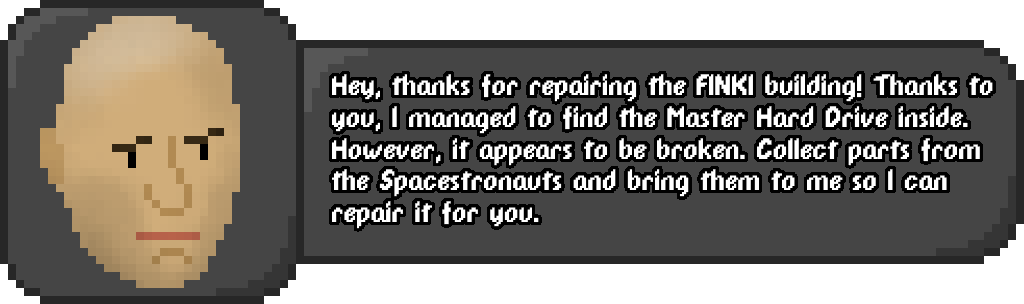 Hey, thanks for repairing the FINKI building! Thanks to
you, I managed to find the Master Hard Drive inside.
However, it appears to be broken. Collect parts from
the Spacestronauts and bring them to me so I can
repair it for you.